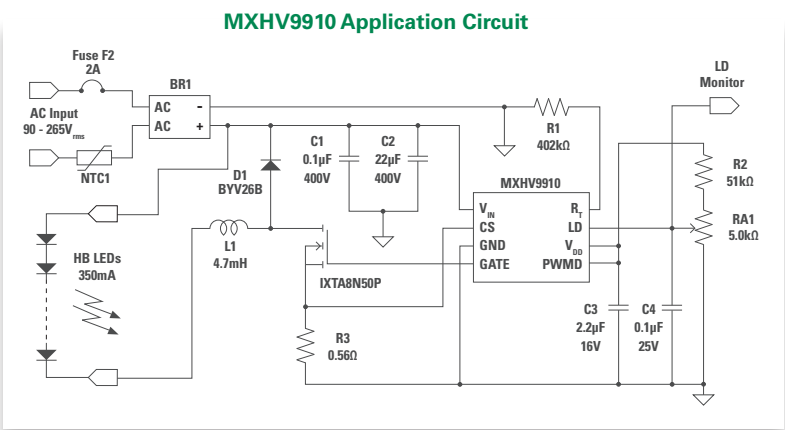 MXHV9910 Application Circuit
Fuse F2
2A
BR1
AC -
AC +
AC Input
90 - 265Vrms
NTC1
D1
BYV26B
C1
0.1µF
400V
C2
22µF
400V
R1
402kΩ
LD
Monitor
R2
51kΩ
RA1
5.0kΩ
MXHV9910
VIN
CS
GND
GATE
RT
LD
VDD
PWMD
HB LEDs
350mA
L1
4.7mH
IXTA8N50P
R3
0.56Ω
C3
2.2µF
16V
C4
0.1µF
25V